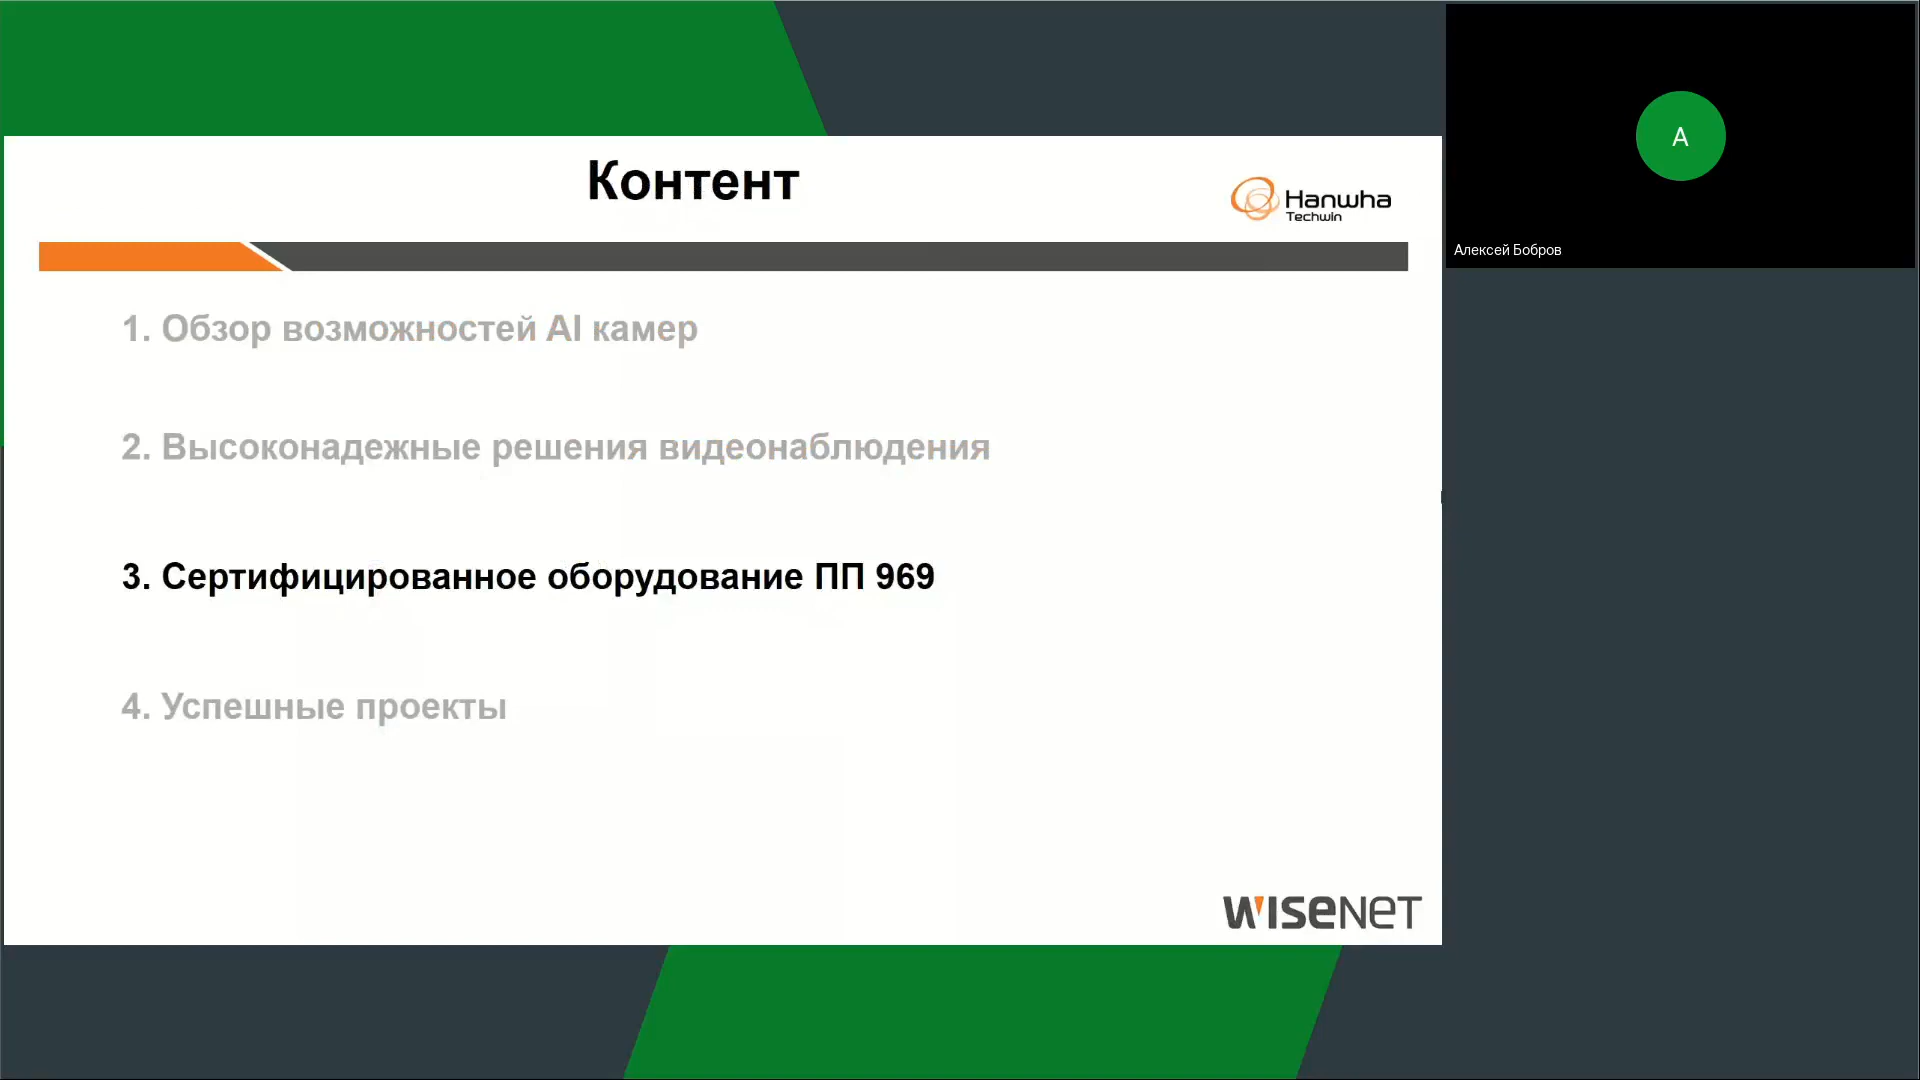 Контент
Hanwha
Techwin
1. Обзор возможностей AI камер
2. Высоконадежные решения видеонаблюдения
3. Сертифицированное оборудование ПП 969
4. Успешные проекты
WISENET
A
Алексей Бобров